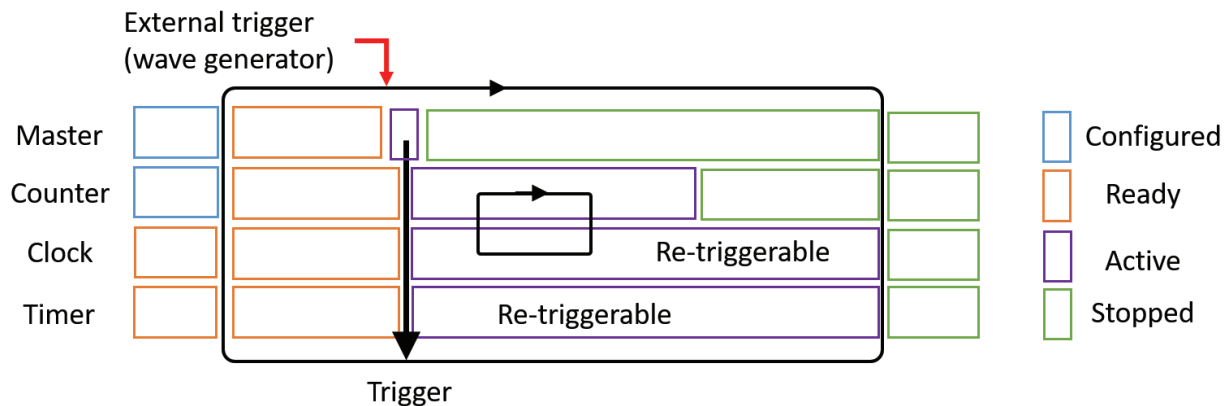 External trigger
(wave generator)
Master
Counter
Clock
Timer
Re-triggerable
Re-triggerable
Trigger
Configured
Ready
Active
Stopped